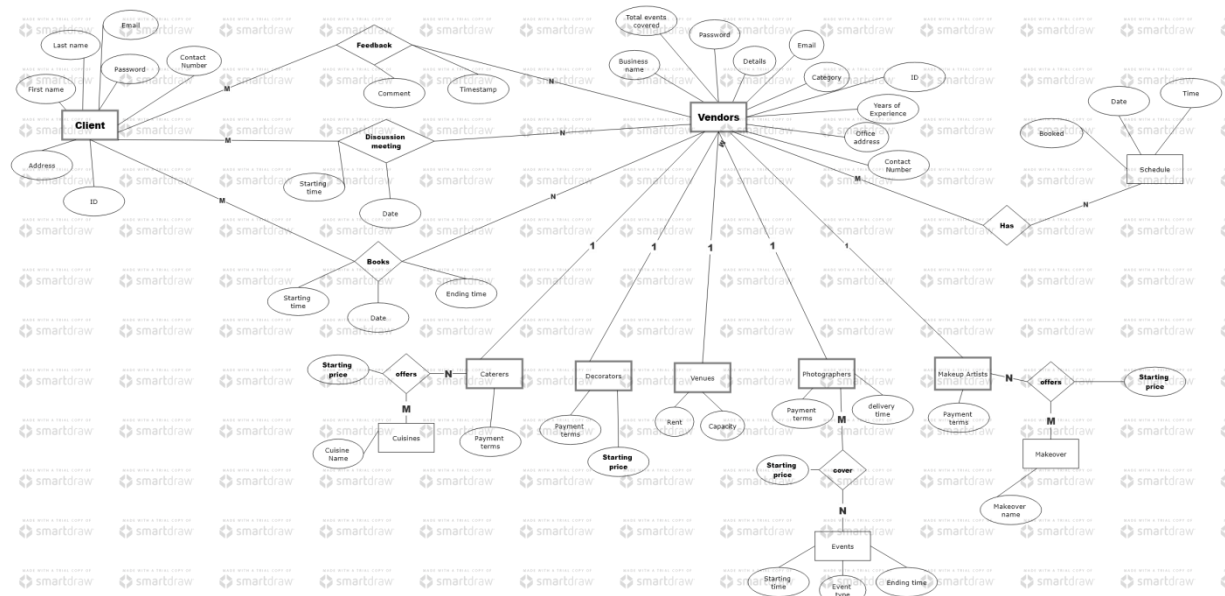 Email
Last name
Password
Contact
Number
First name
Client
Address
ID
Feedback
Comment
Timestamp
M
N
Discussion
meeting
Starting
time
Date
M
N
Books
Starting
time
Date
Ending time
M
N
Total events
covered
Password
Email
Business
name
Details
Category
ID
Vendors
Years of
Experience
Office
address
Contact
Number
M
Has
N
Booked
Date
Time
Schedule
1
1
1
1
1
Starting
price
offers
N
Caterers
M
Cuisines
Cuisine
Name
Payment
terms
Decorators
Payment
terms
Starting
price
Venues
Rent
Capacity
Photographers
Payment
terms
delivery
time
M
Starting
price
cover
N
Events
Starting
time
Event
type
Ending time
Makeup Artists
Payment
terms
N
offers
Starting
price
M
Makeover
Makeover
name
MADE WITH A TRIAL COPY OF
smartdraw